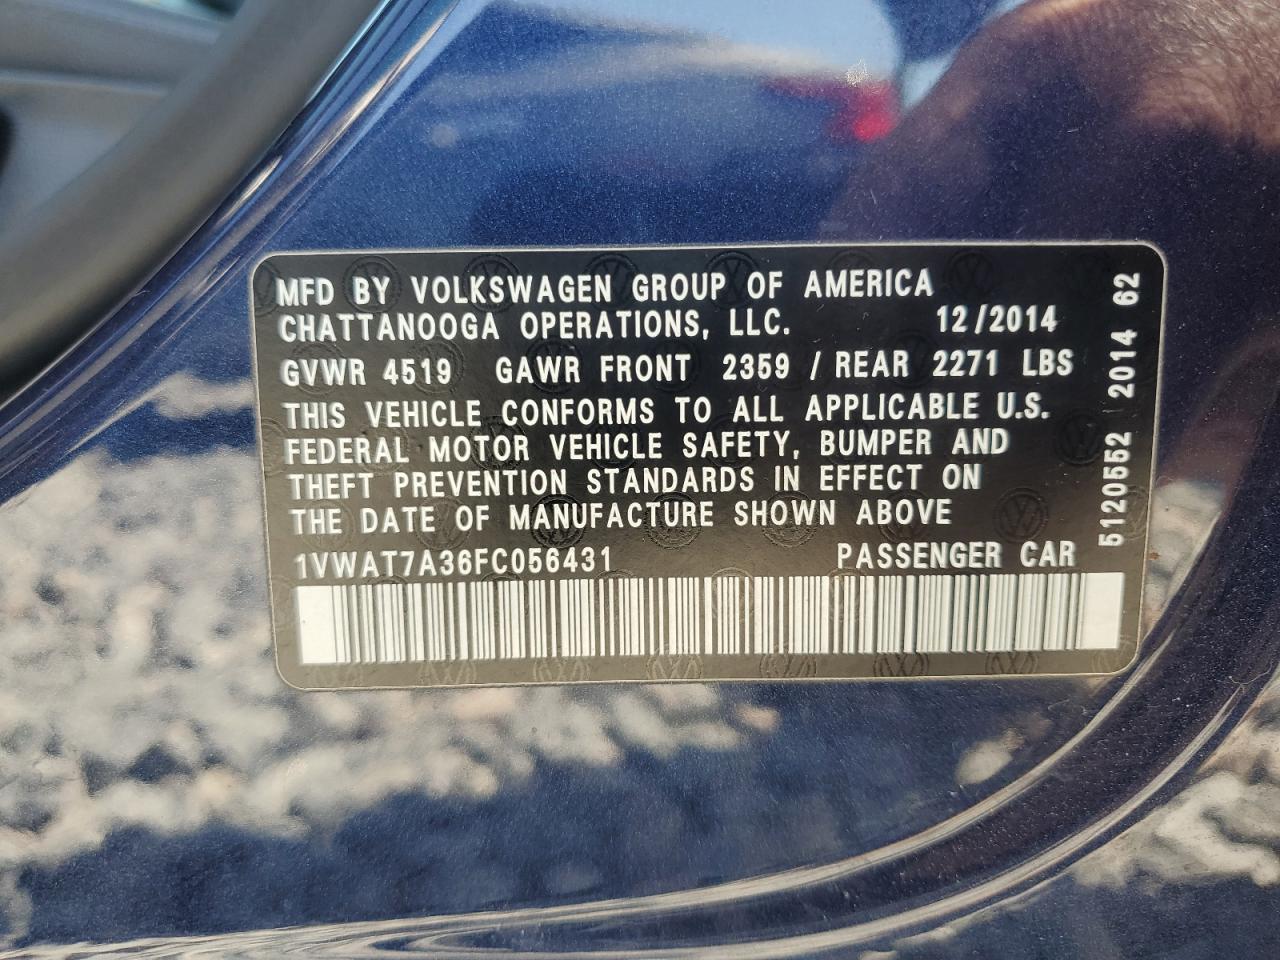 MFD BY VOLKSWAGEN GROUP OF AMERICA
CHATTANOOGA OPERATIONS, LLC. 12/2014
GVWR 4519 GAWR FRONT 2359 / REAR 2271 LBS
THIS VEHICLE CONFORMS TO ALL APPLICABLE U.S.
FEDERAL MOTOR VEHICLE SAFETY, BUMPER AND
THEFT PREVENTION STANDARDS IN EFFECT ON
THE DATE OF MANUFACTURE SHOWN ABOVE
1VWAT7A36FC056431 PASSENGER CAR
5120552 2014 62